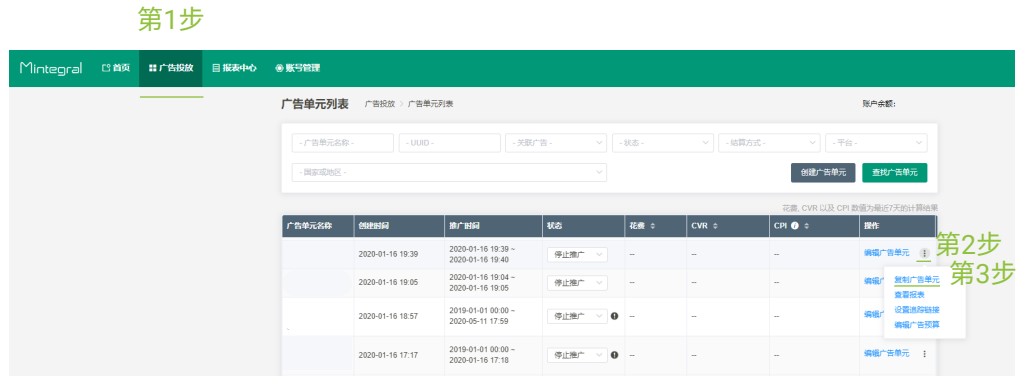 第1步
Mintegral 首页 广告投放 报表中心 账号管理
广告单元列表 广告投放 > 广告单元列表 账户余额：
- 广告单元名称 - - UUID - - 关联广告 - - 状态 - - 结算方式 - - 平台 -
- 国家或地区 - 创建广告单元 查找广告单元
花费, CVR 以及 CPI 数值为最近7天的计算结果
广告单元名称 创建时间 推广时间 状态 花费 CVR CPI 操作
2020-01-16 19:39 2020-01-16 19:39 ~ 停止推广 -- -- -- 编辑广告单元 第2步
2020-01-16 19:40
2020-01-16 19:05 2020-01-16 19:04 ~ 停止推广 -- -- -- 编辑广 复制广告单元 第3步
2020-01-16 19:05
查看报表
2020-01-16 18:57 2019-01-01 00:00 ~ 停止推广 -- -- -- 编辑广 设置追踪链接
2020-05-11 17:59
编辑广告预算
2020-01-16 17:17 2019-01-01 00:00 ~ 停止推广 -- -- -- 编辑广告单元
2020-01-16 17:18